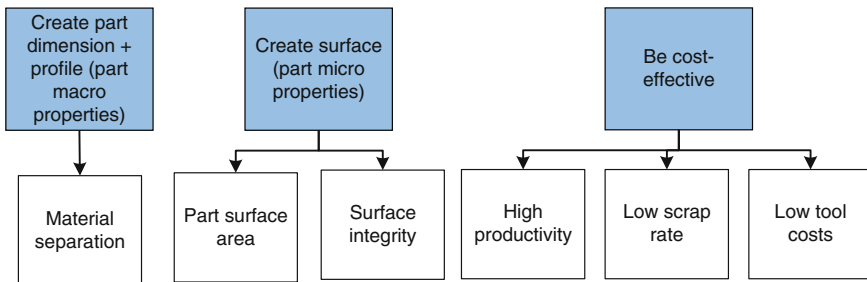 Create part
dimension +
profile (part
macro
properties)
Create surface
(part micro
properties)
Be cost-
effective
Material
separation
Part surface
area
Surface
integrity
High
productivity
Low scrap
rate
Low tool
costs